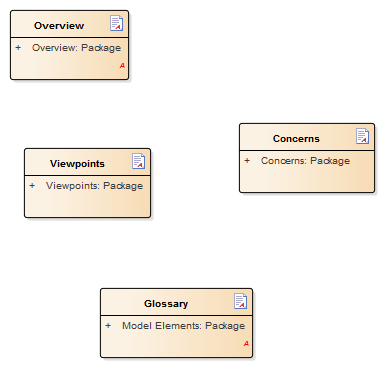 Overview
+ Overview: Package
A
Concerns
+ Concerns: Package
Viewpoints
+ Viewpoints: Package
Glossary
+ Model Elements: Package
A